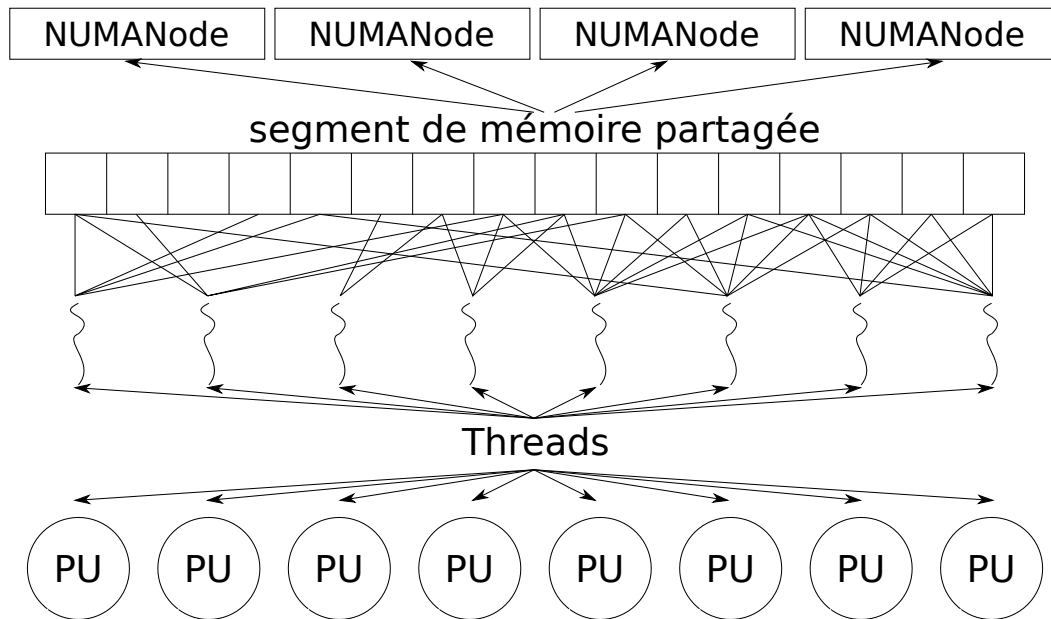 NUMANode NUMANode NUMANode NUMANode
segment de mémoire partagée
Threads
PU PU PU PU PU PU PU PU